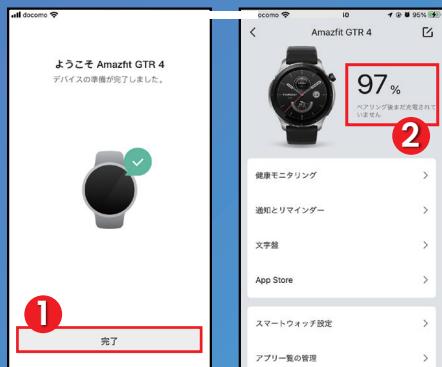 docomo
ようこそ Amazfit GTR 4
デバイスの準備が完了しました。
1
完了
ocomo
95%
Amazfit GTR 4
97 %
ペアリング後まだ充電されて
いません
2
健康モニタリング
通知とリマインダー
文字盤
App Store
スマートウォッチ設定
アプリ一覧の管理